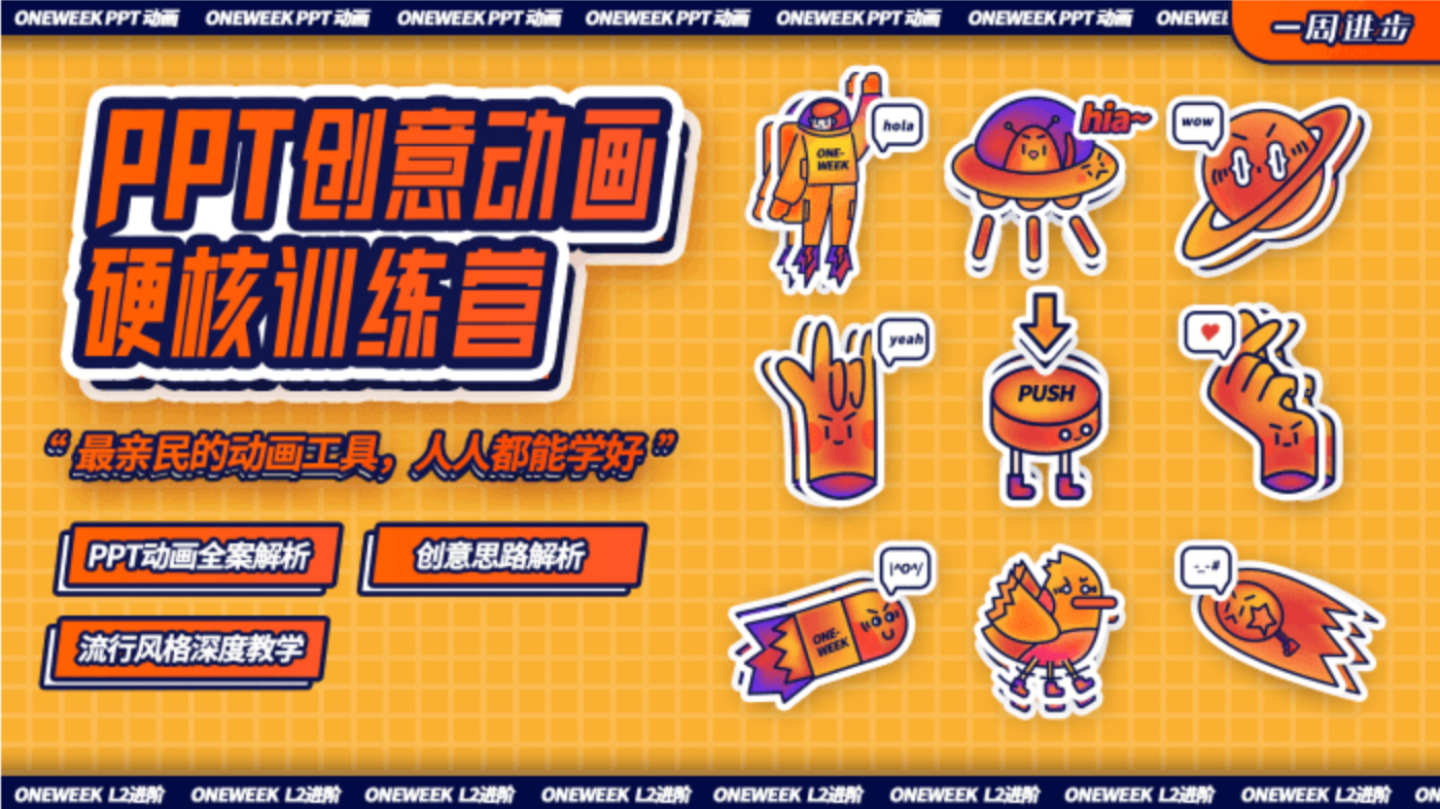 ONEWEEK PPT 动画 ONEWEEK PPT 动画 ONEWEEK PPT 动画 ONEWEEK PPT 动画 ONEWEEK PPT 动画 ONEWEEK PPT 动画 ONEWEE
一周进步
PPT创意动画
硬核训练营
“最亲民的动画工具，人人都能学好”
PPT动画全案解析
创意思路解析
流行风格深度教学
hola
ONE-
WEEK
hia~
wow
yeah
PUSH
|^O^/
ONE-
WEEK
-_-#
ONEWEEK L2进阶 ONEWEEK L2进阶 ONEWEEK L2进阶 ONEWEEK L2进阶 ONEWEEK L2进阶 ONEWEEK L2进阶 ONEWEEK L2进阶 ONEWEEK L2进阶 ON